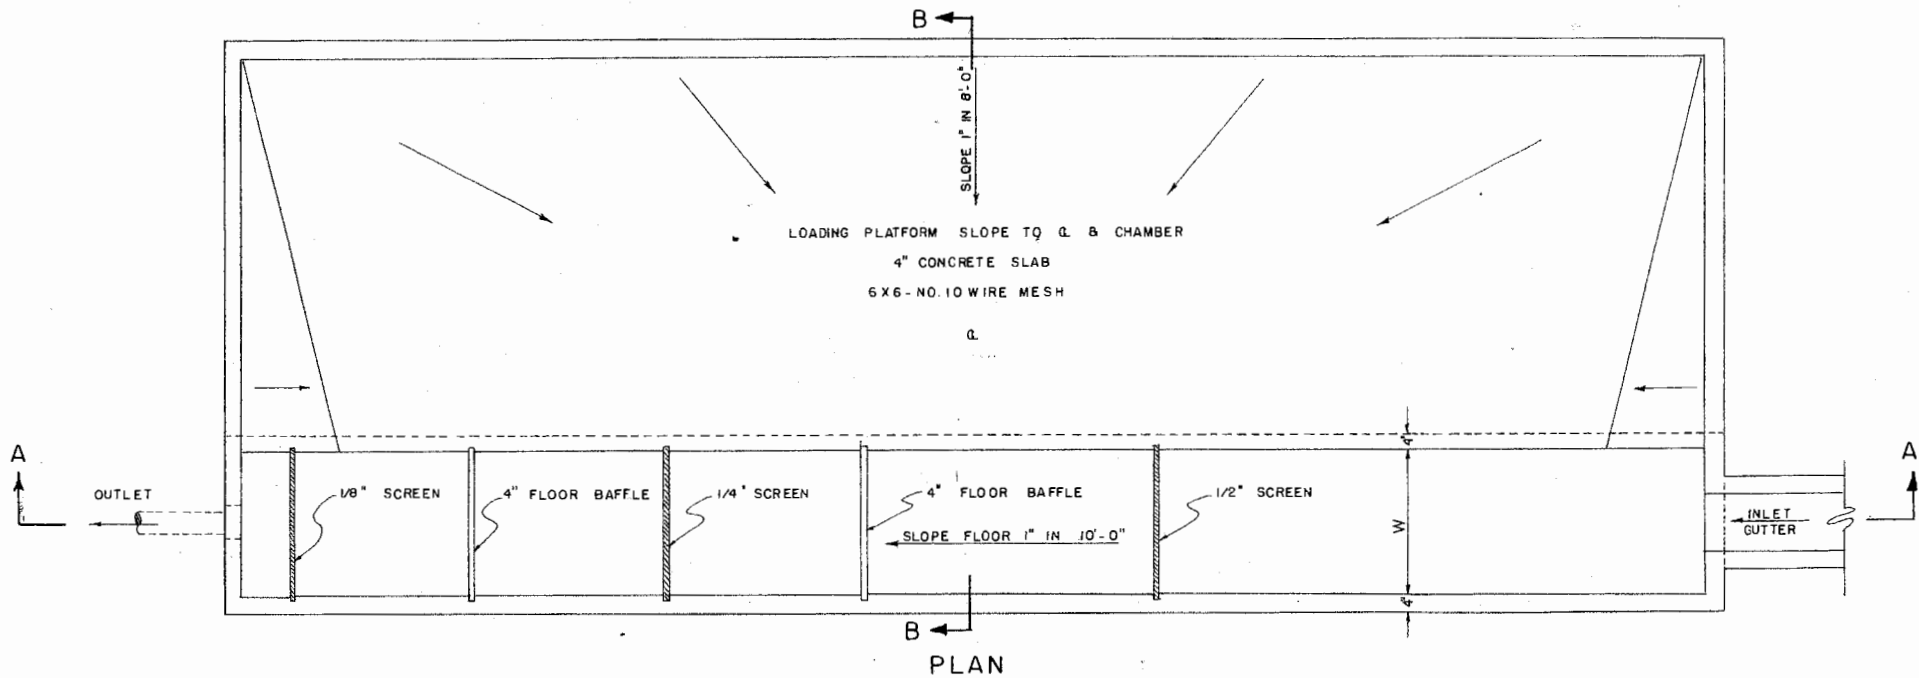 B
SLOPE 1" IN 8'-0"
LOADING PLATFORM SLOPE TO ℄ & CHAMBER
4" CONCRETE SLAB
6X6-NO.10 WIRE MESH
℄
A
OUTLET
1/8" SCREEN
4" FLOOR BAFFLE
1/4" SCREEN
4" FLOOR BAFFLE
SLOPE FLOOR 1" IN 10'-0"
1/2" SCREEN
4"
W
4"
INLET
GUTTER
A
B
PLAN